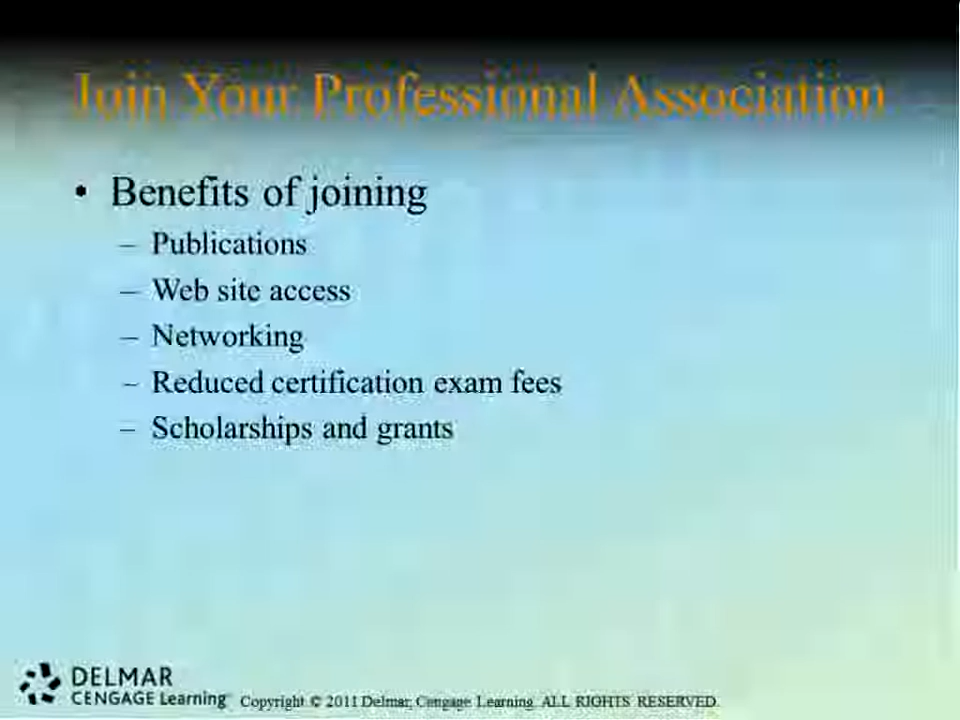 Join Your Professional Association
• Benefits of joining
– Publications
– Web site access
– Networking
– Reduced certification exam fees
– Scholarships and grants
DELMAR
CENGAGE Learning
Copyright © 2011 Delmar, Cengage Learning. ALL RIGHTS RESERVED.